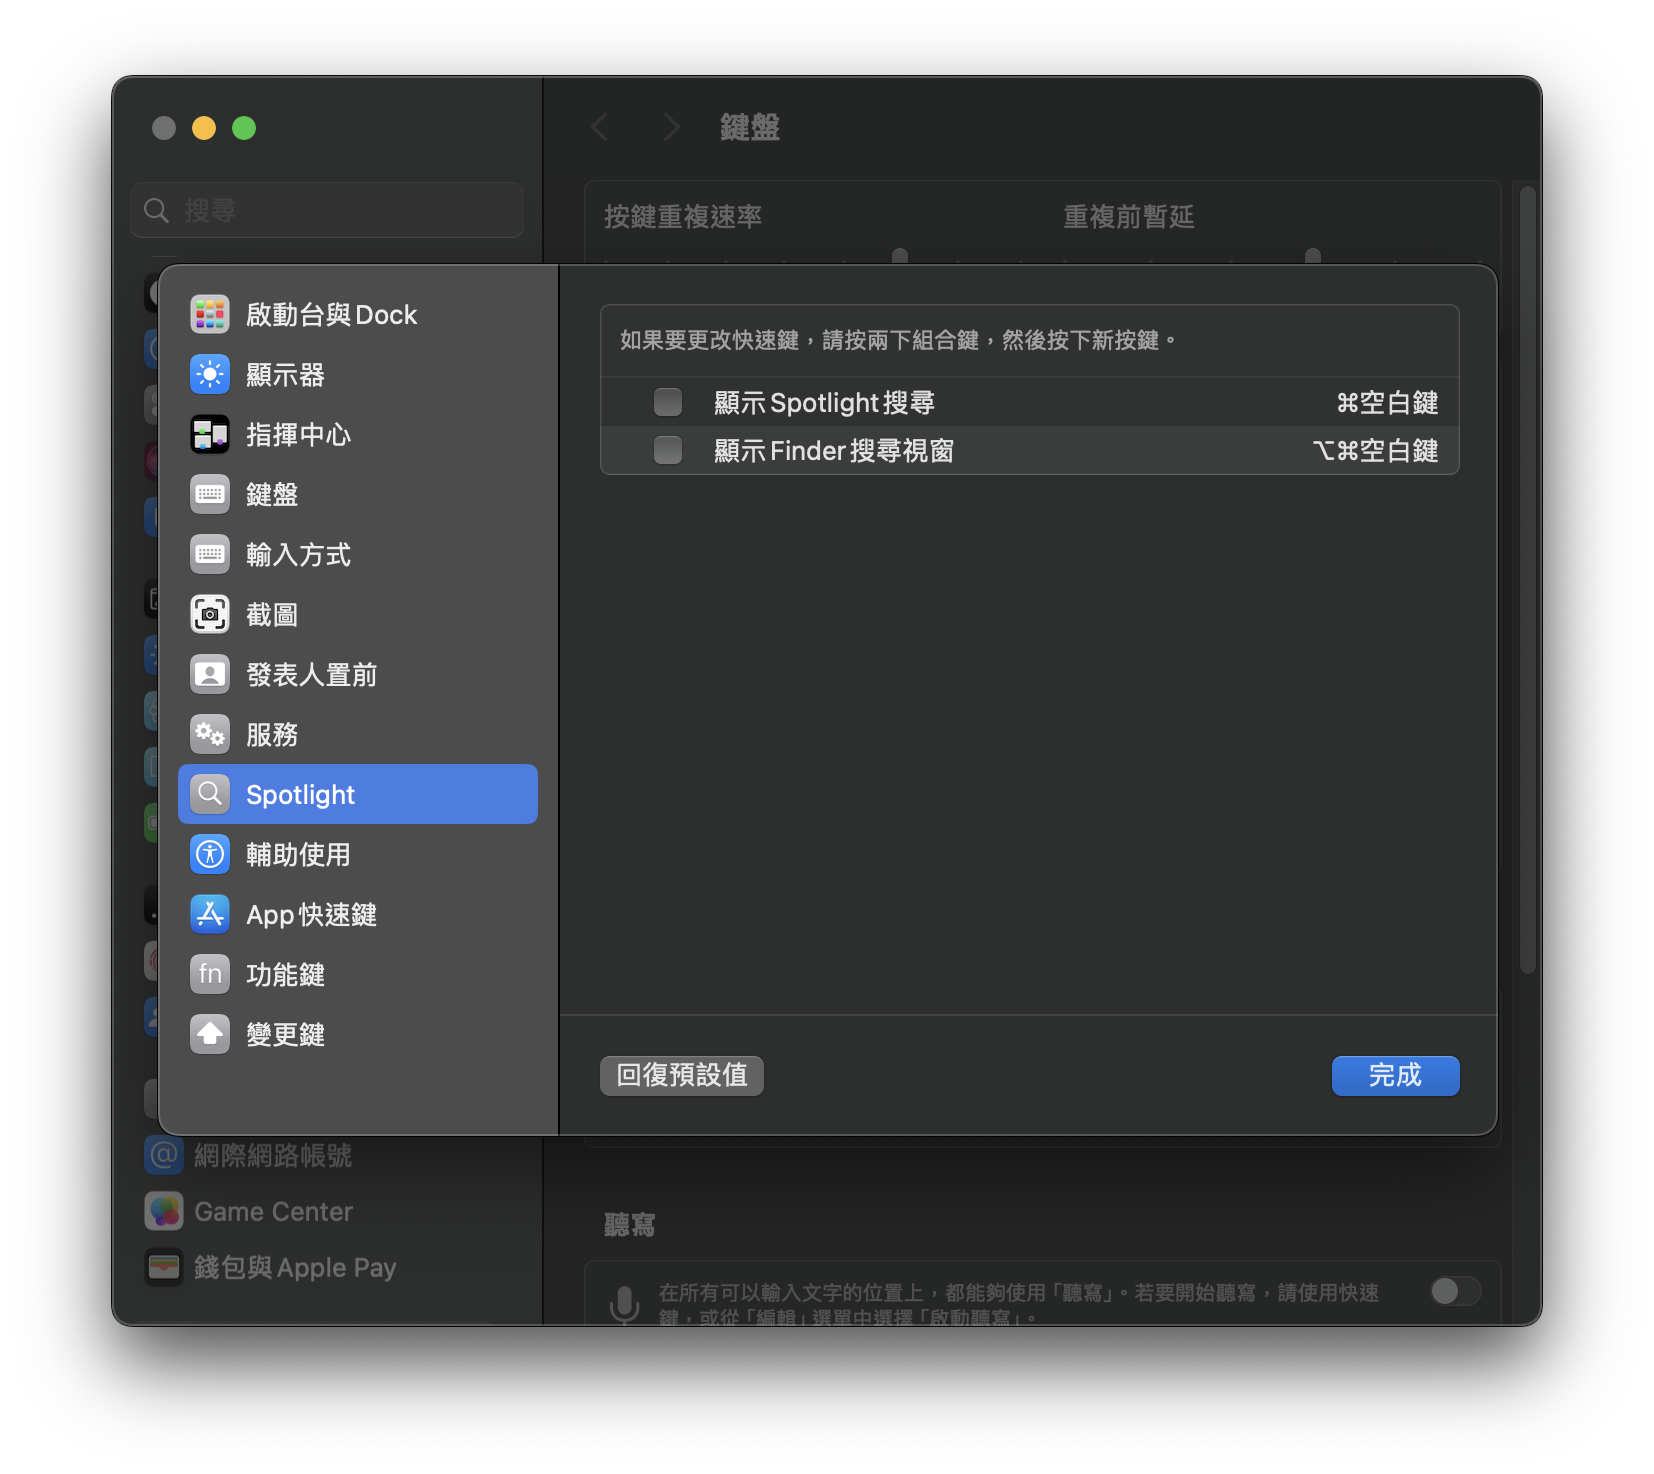 鍵盤
搜尋
按鍵重複速率
重複前暫延
啟動台與Dock
顯示器
指揮中心
鍵盤
輸入方式
截圖
發表人置前
服務
Spotlight
輔助使用
App快速鍵
fn 功能鍵
變更鍵
如果要更改快速鍵，請按兩下組合鍵，然後按下新按鍵。
顯示Spotlight搜尋 ⌘空白鍵
顯示Finder搜尋視窗 ⌥⌘空白鍵
回復預設值
完成
@ 網際網路帳號
Game Center
錢包與Apple Pay
聽寫
在所有可以輸入文字的位置上，都能夠使用「聽寫」。若要開始聽寫，請使用快速
鍵，或從「編輯」選單中選擇「啟動聽寫」。